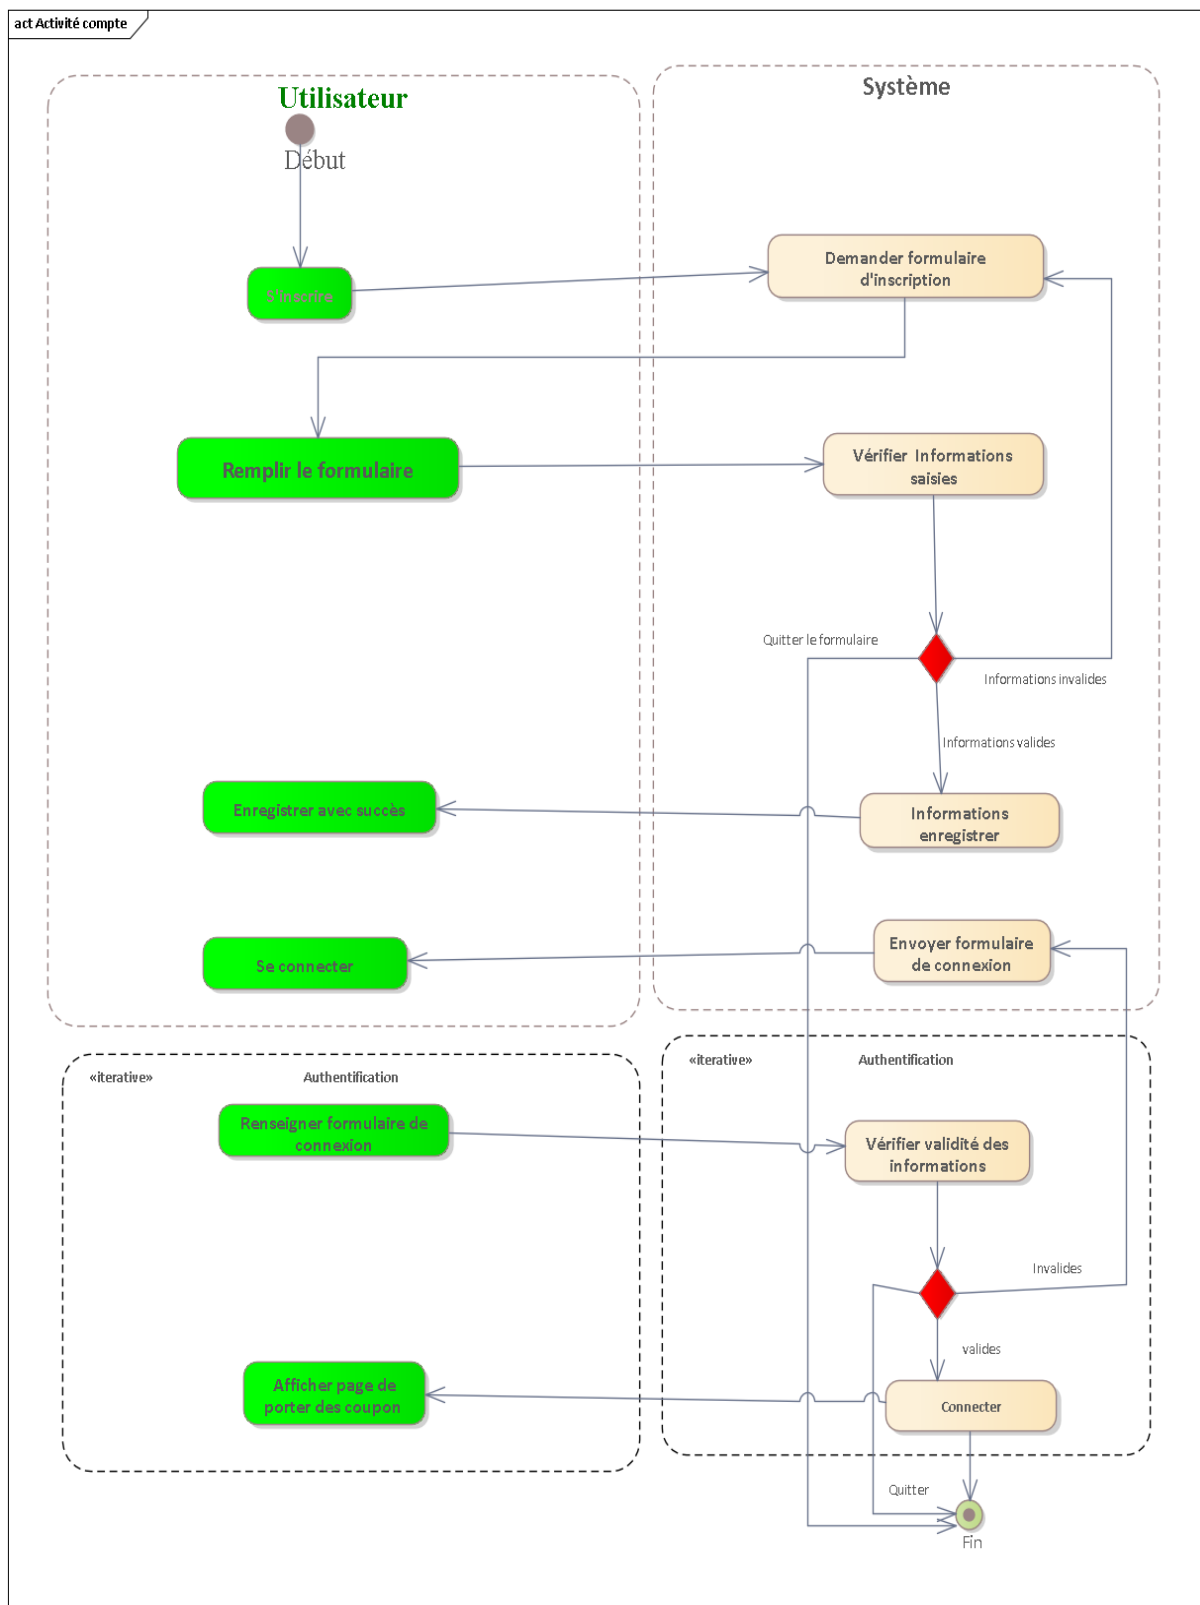 act Activité compte
Utilisateur
Système
Début
Demander formulaire
d'inscription
S'inscrire
Remplir le formulaire
Vérifier Informations
saisies
Quitter le formulaire
Informations invalides
Informations valides
Enregistrer avec succès
Informations
enregistrer
Envoyer formulaire
de connexion
Se connecter
«iterative» Authentification
«iterative» Authentification
Renseigner formulaire de
connexion
Vérifier validité des
informations
Invalides
valides
Afficher page de
porter des coupon
Connecter
Quitter
Fin